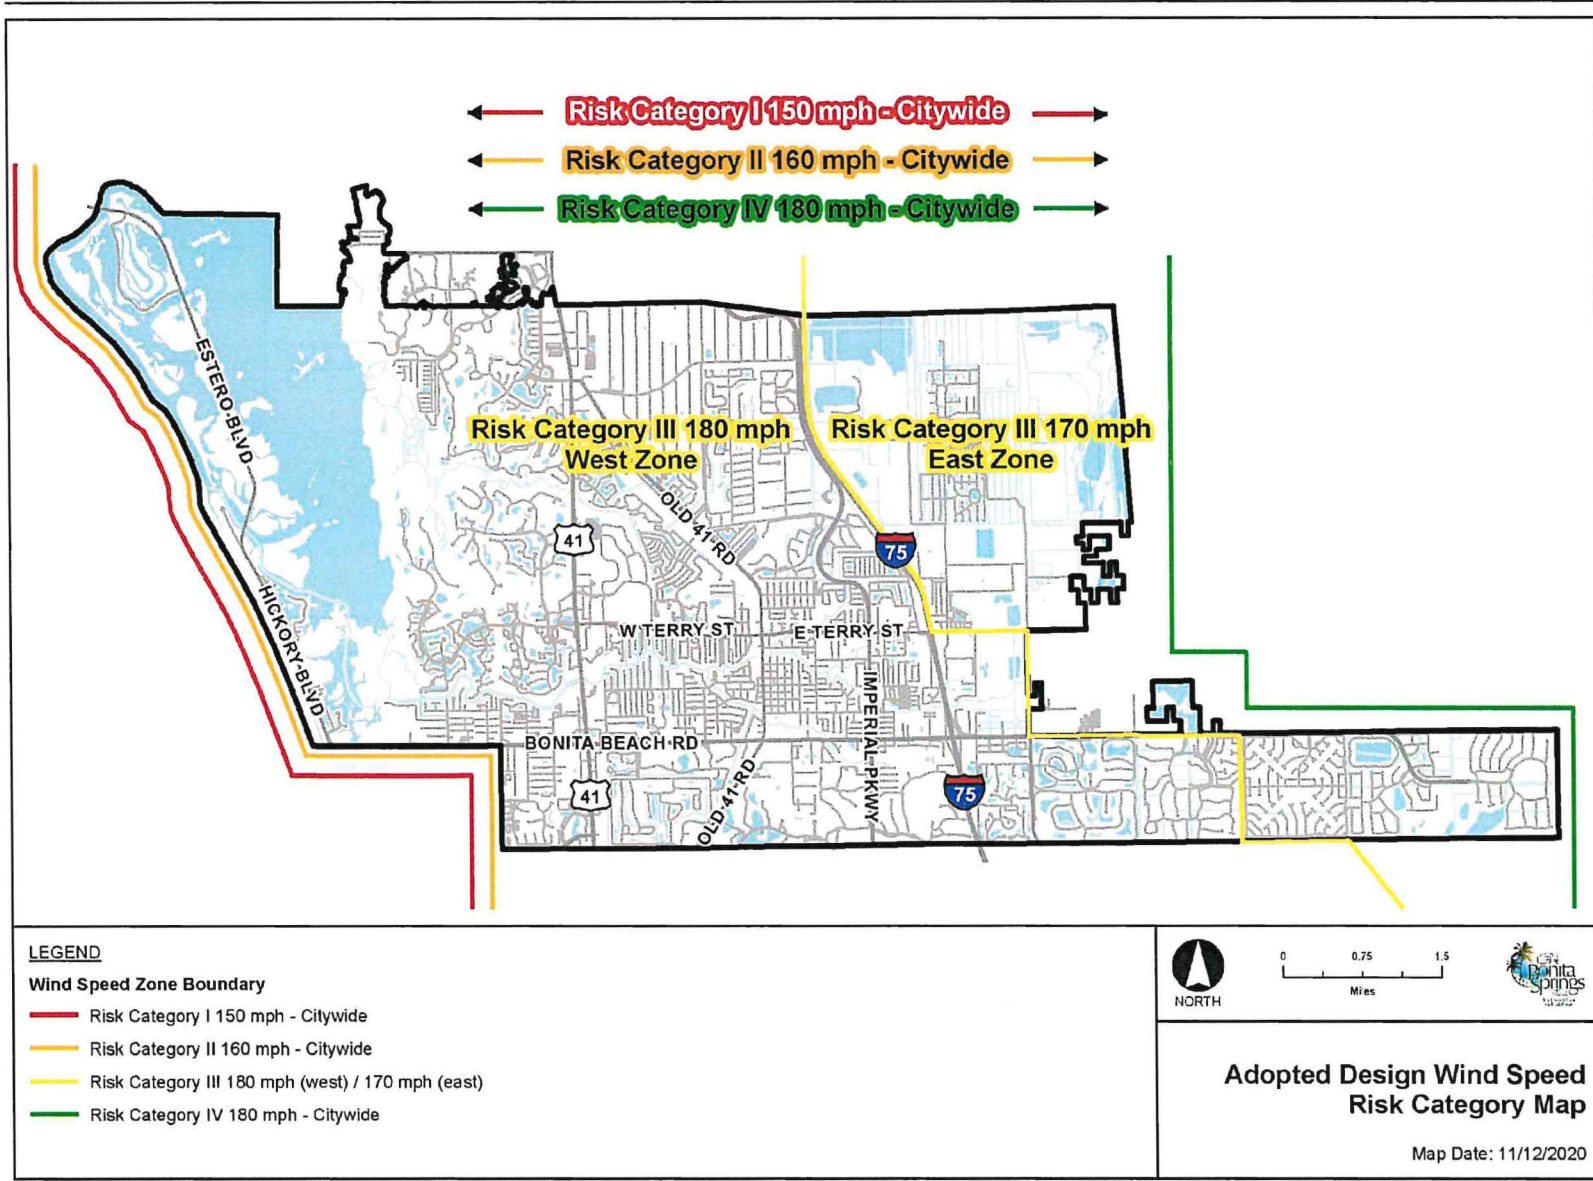 Risk Category I 150 mph - Citywide
Risk Category II 160 mph - Citywide
Risk Category IV 180 mph - Citywide
Risk Category III 180 mph
West Zone
Risk Category III 170 mph
East Zone
ESTERO BLVD
HICKORY BLVD
41
OLD 41 RD
75
W TERRY ST
E TERRY ST
IMPERIAL PKWY
BONITA BEACH RD
41
OLD 41 RD
75
LEGEND
Wind Speed Zone Boundary
Risk Category I 150 mph - Citywide
Risk Category II 160 mph - Citywide
Risk Category III 180 mph (west) / 170 mph (east)
Risk Category IV 180 mph - Citywide
NORTH
0 0.75 1.5
Miles
Bonita
Springs
Adopted Design Wind Speed
Risk Category Map
Map Date: 11/12/2020